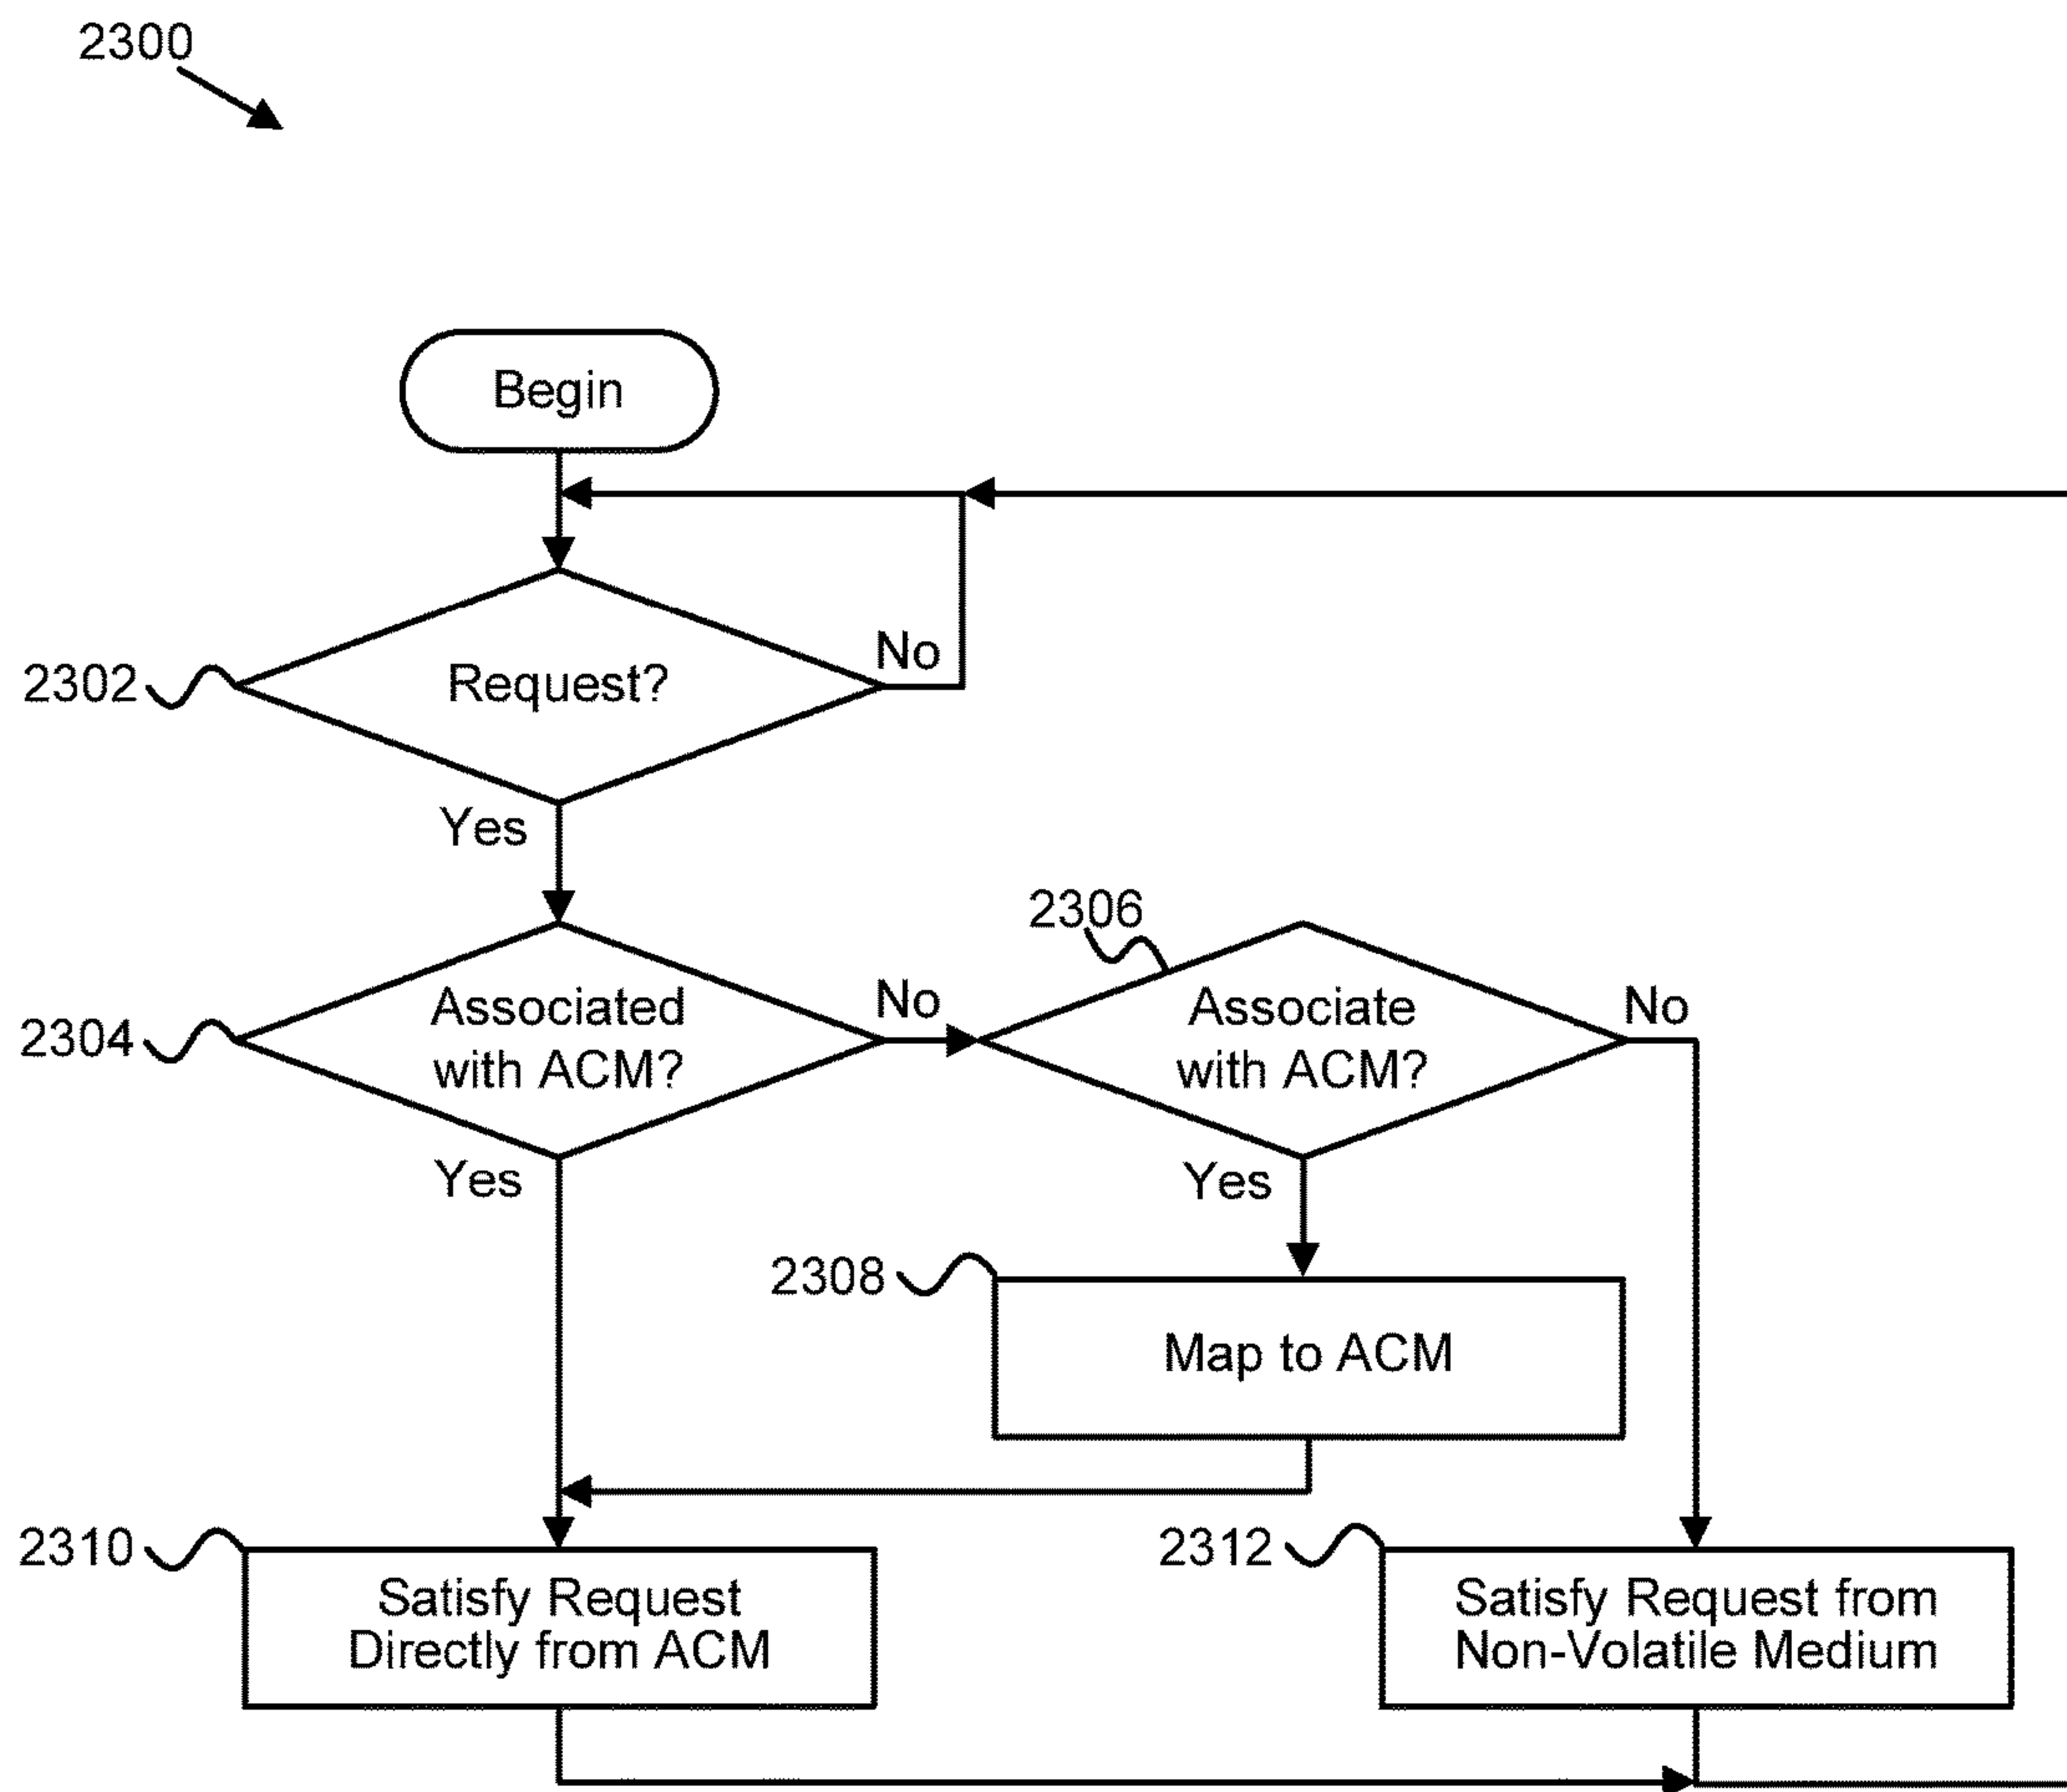 2300
Begin
2302
Request?
No
Yes
2304
Associated
with ACM?
No
2306
Associate
with ACM?
No
Yes
Yes
2308
Map to ACM
2310
Satisfy Request
Directly from ACM
2312
Satisfy Request from
Non-Volatile Medium